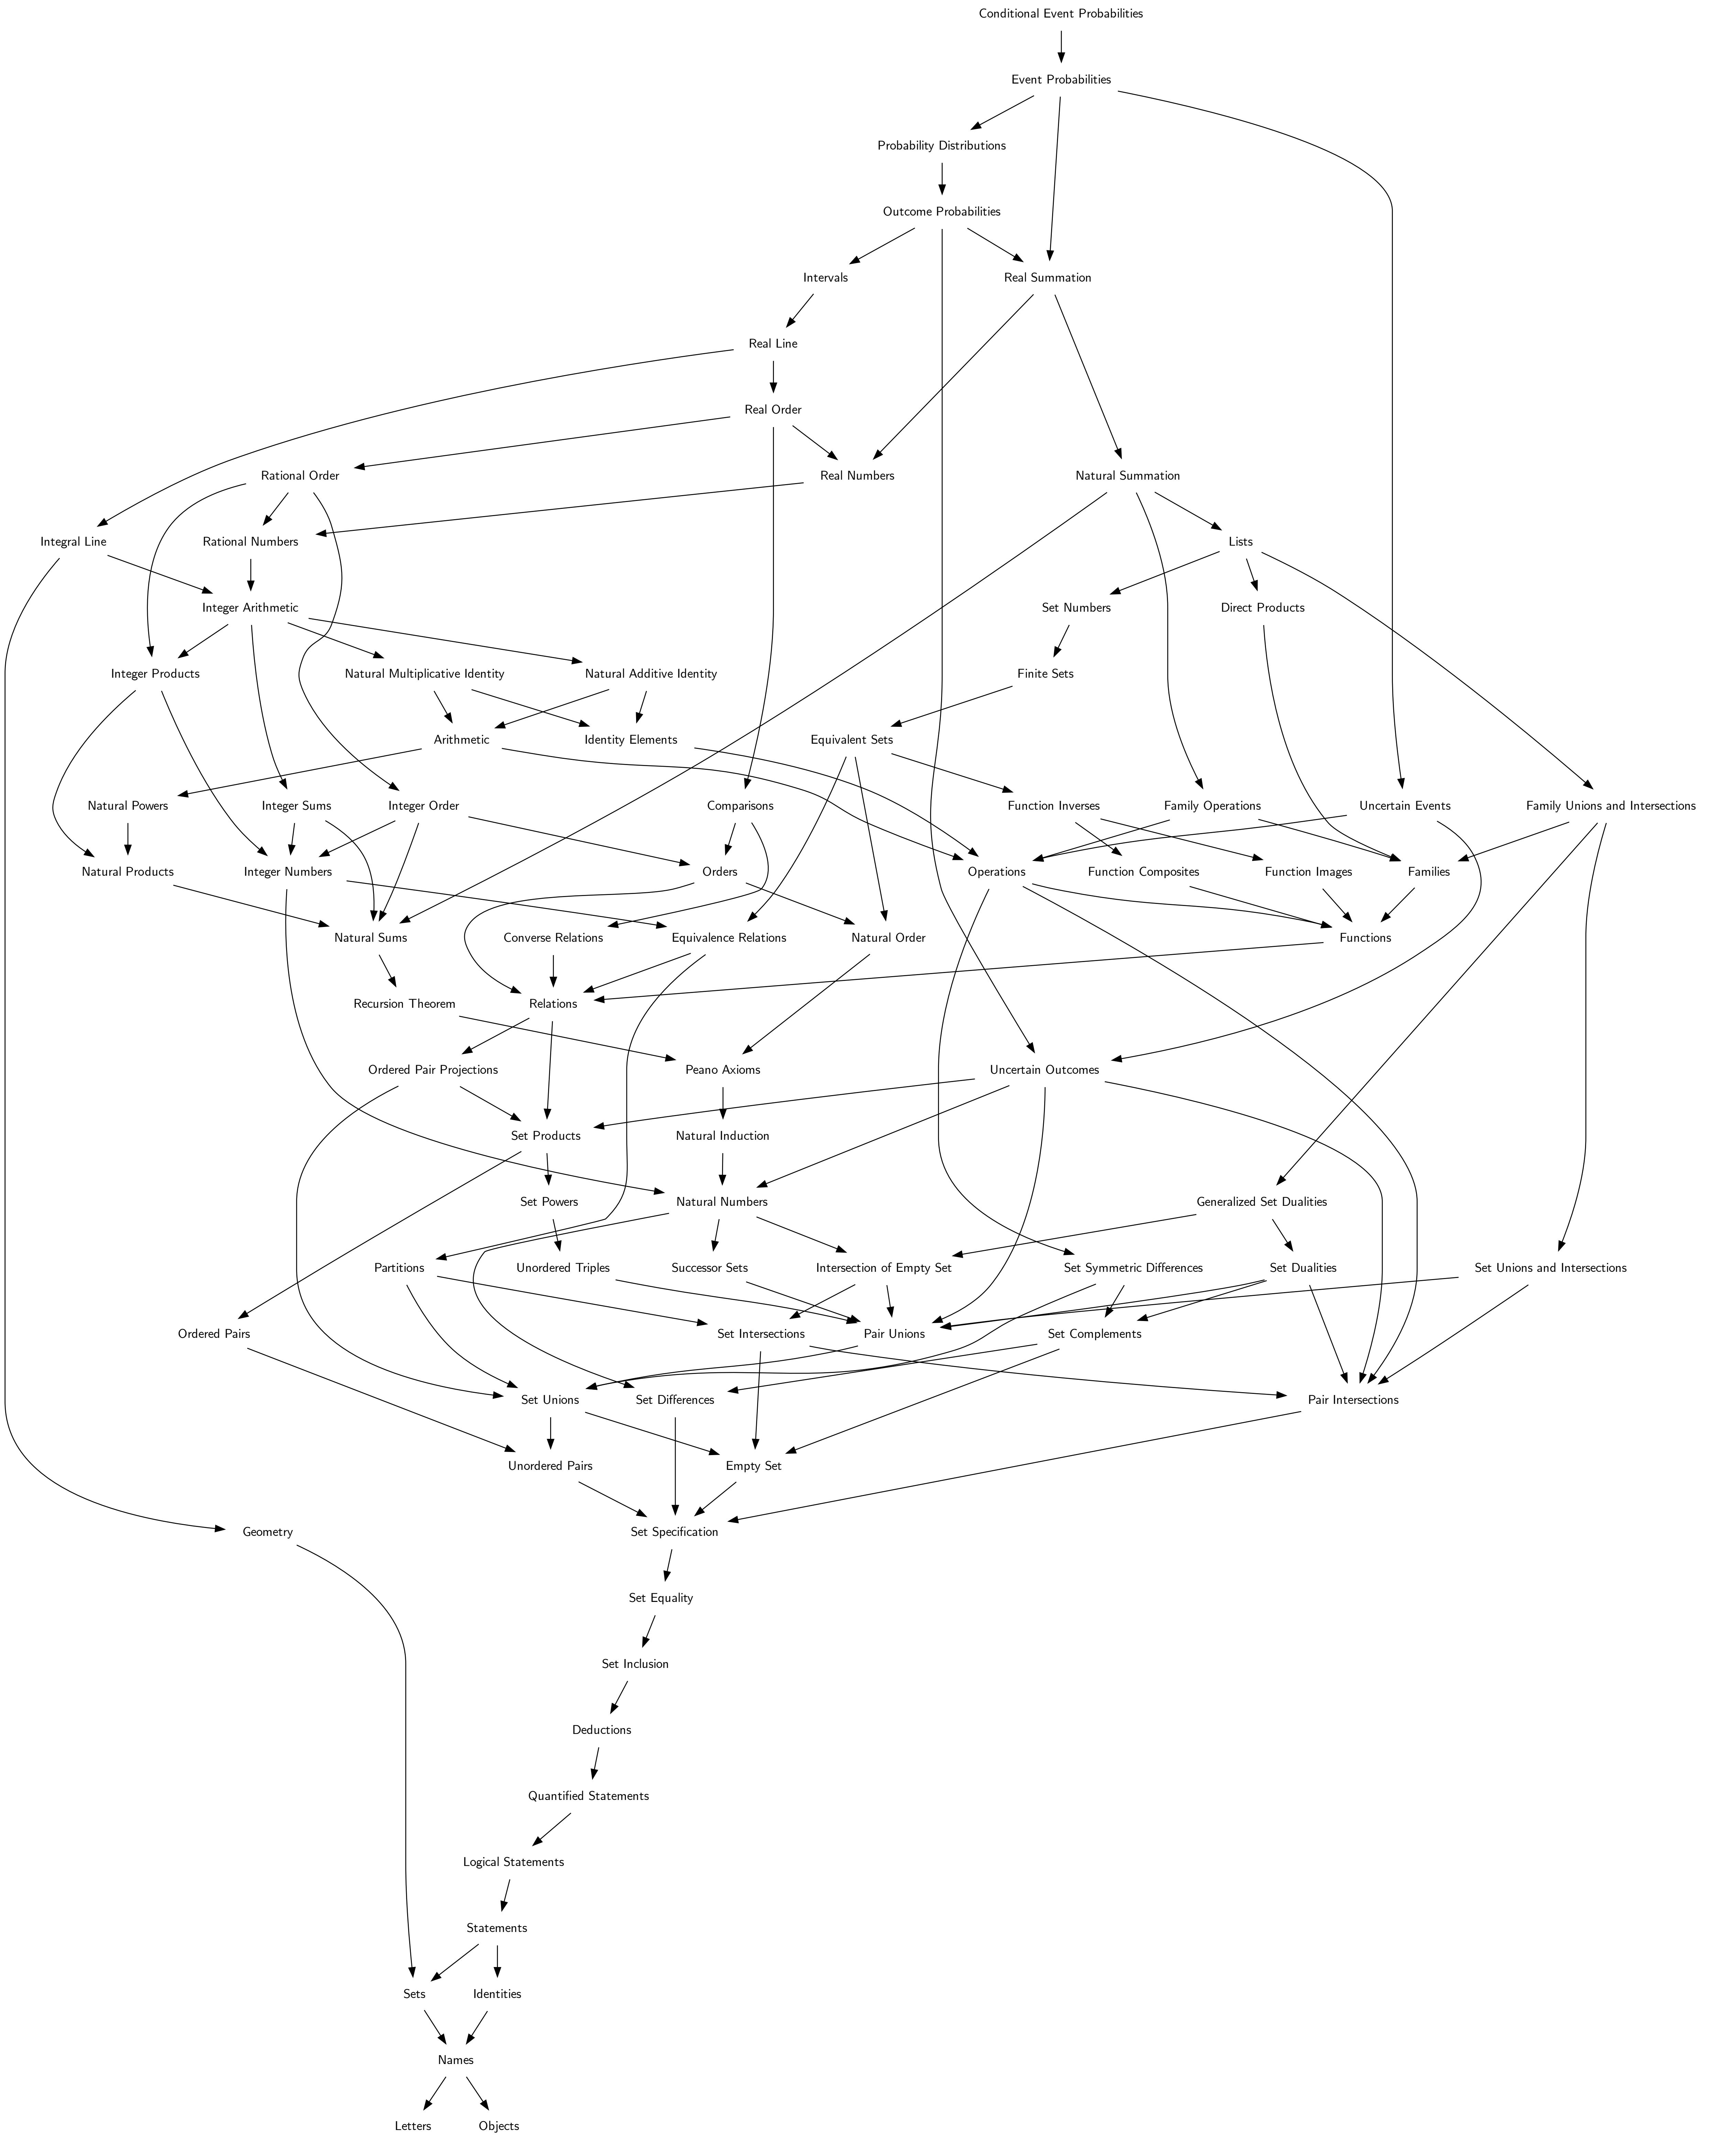 Conditional Event Probabilities
Event Probabilities
Probability Distributions
Outcome Probabilities
Intervals
Real Summation
Real Line
Real Order
Rational Order
Real Numbers
Natural Summation
Integral Line
Rational Numbers
Lists
Integer Arithmetic
Set Numbers
Direct Products
Integer Products
Natural Multiplicative Identity
Natural Additive Identity
Finite Sets
Arithmetic
Identity Elements
Equivalent Sets
Natural Powers
Integer Sums
Integer Order
Comparisons
Function Inverses
Family Operations
Uncertain Events
Family Unions and Intersections
Natural Products
Integer Numbers
Orders
Operations
Function Composites
Function Images
Families
Natural Sums
Converse Relations
Equivalence Relations
Natural Order
Functions
Recursion Theorem
Relations
Ordered Pair Projections
Peano Axioms
Uncertain Outcomes
Set Products
Natural Induction
Set Powers
Natural Numbers
Generalized Set Dualities
Partitions
Unordered Triples
Successor Sets
Intersection of Empty Set
Set Symmetric Differences
Set Dualities
Set Unions and Intersections
Ordered Pairs
Set Intersections
Pair Unions
Set Complements
Set Unions
Set Differences
Pair Intersections
Unordered Pairs
Empty Set
Geometry
Set Specification
Set Equality
Set Inclusion
Deductions
Quantified Statements
Logical Statements
Statements
Sets
Identities
Names
Letters
Objects